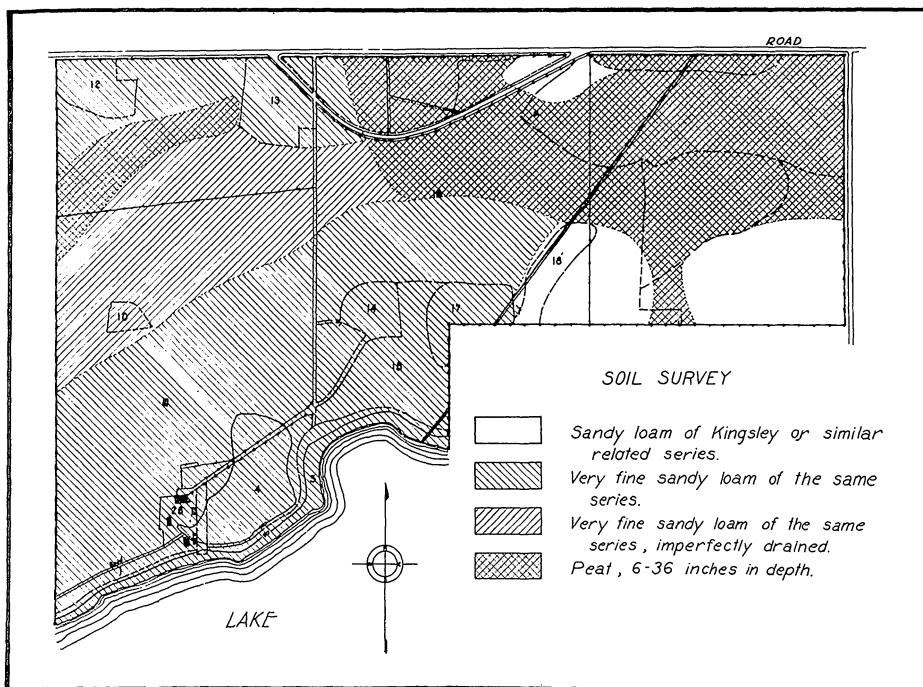 ROAD
12
13
10
18
14
17
15
4
5
SOIL SURVEY
Sandy loam of Kingsley or similar
related series.
Very fine sandy loam of the same
series.
Very fine sandy loam of the same
series, imperfectly drained.
Peat, 6-36 inches in depth.
LAKE